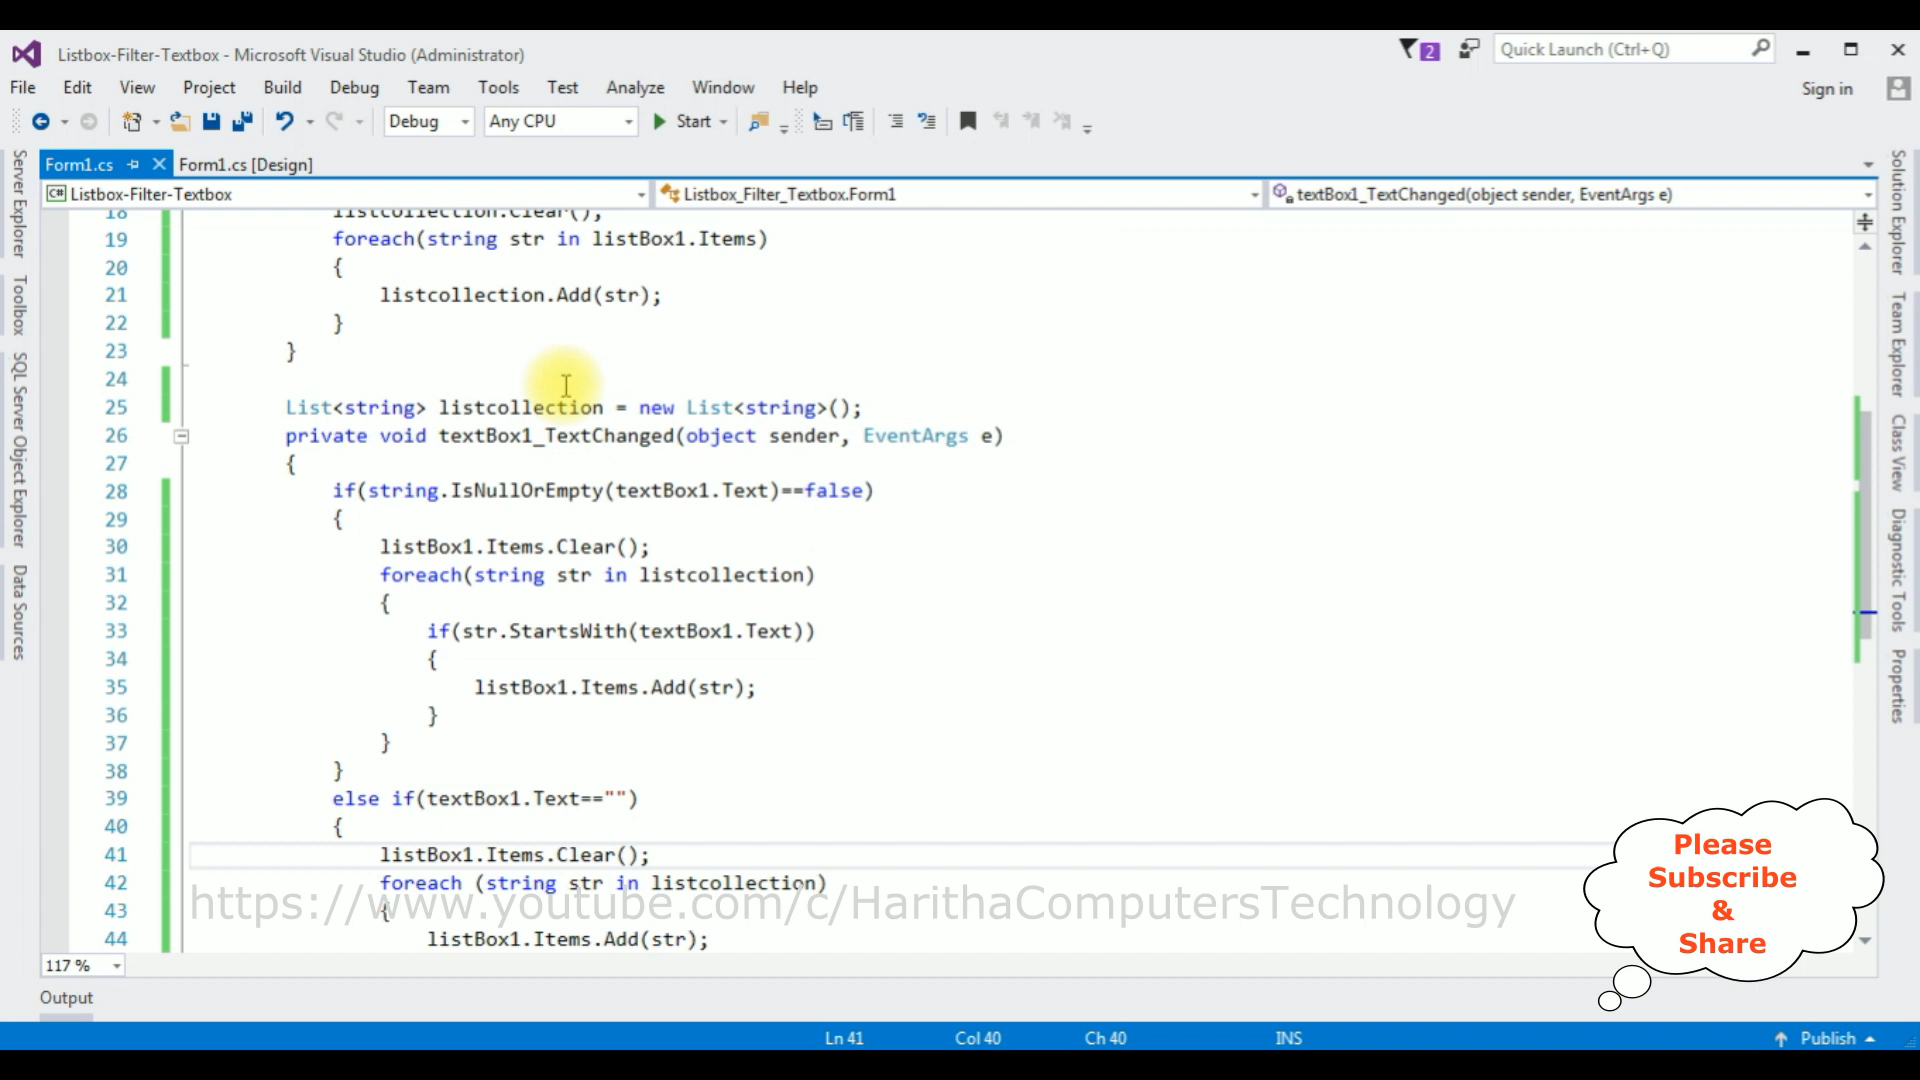 Listbox-Filter-Textbox - Microsoft Visual Studio (Administrator)
2
Quick Launch (Ctrl+Q)
File Edit View Project Build Debug Team Tools Test Analyze Window Help
Sign in
Debug Any CPU Start
Form1.cs Form1.cs [Design]
C# Listbox-Filter-Textbox Listbox_Filter_Textbox.Form1 textBox1_TextChanged(object sender, EventArgs e)
18 listcollection.Clear();
19 foreach(string str in listBox1.Items)
20 {
21 listcollection.Add(str);
22 }
23 }
24
25 List<string> listcollection = new List<string>();
26 private void textBox1_TextChanged(object sender, EventArgs e)
27 {
28 if(string.IsNullOrEmpty(textBox1.Text)==false)
29 {
30 listBox1.Items.Clear();
31 foreach(string str in listcollection)
32 {
33 if(str.StartsWith(textBox1.Text))
34 {
35 listBox1.Items.Add(str);
36 }
37 }
38 }
39 else if(textBox1.Text=="")
40 {
41 listBox1.Items.Clear();
42 foreach (string str in listcollection)
43 {
44 listBox1.Items.Add(str);
https://www.youtube.com/c/HarithaComputersTechnology
117 %
Output
Ln 41 Col 40 Ch 40 INS Publish
Server Explorer
Toolbox
SQL Server Object Explorer
Data Sources
Solution Explorer
Team Explorer
Class View
Diagnostic Tools
Properties
Please
Subscribe
&
Share